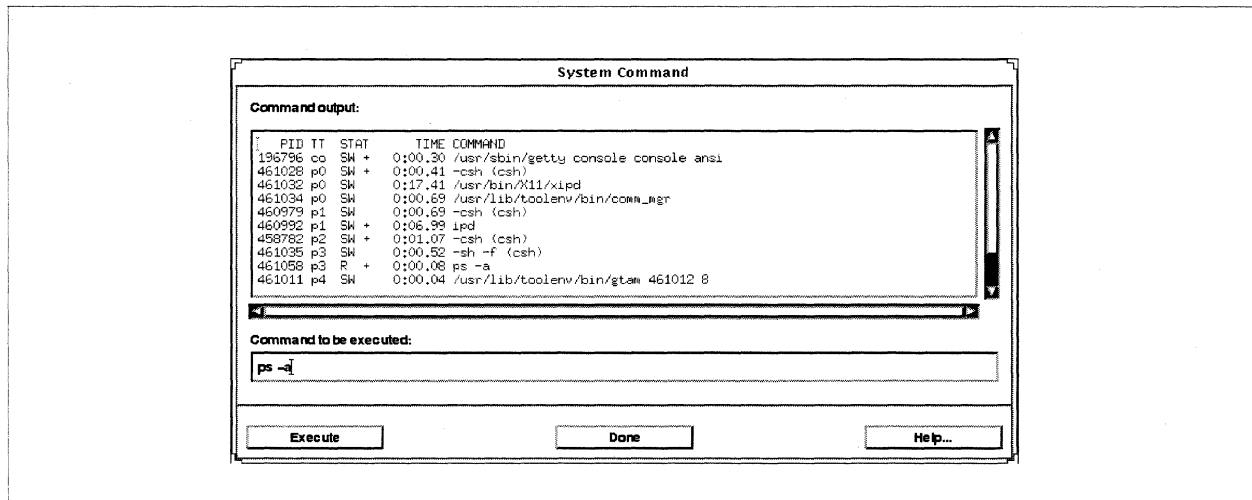 System Command
Command output:
PID TT STAT TIME COMMAND
196796 co SW + 0:00.30 /usr/sbin/getty console console ansi
461028 p0 SW + 0:00.41 -csh (csh)
461032 p0 SW 0:17.41 /usr/bin/X11/xipd
461034 p0 SW 0:00.69 /usr/lib/toolenv/bin/comm_mgr
460979 p1 SW 0:00.69 -csh (csh)
460992 p1 SW + 0:06.99 ipd
458782 p2 SW + 0:01.07 -csh (csh)
461035 p3 SW 0:00.52 -sh -f (csh)
461058 p3 R + 0:00.08 ps -a
461011 p4 SW 0:00.04 /usr/lib/toolenv/bin/gtam 461012 8
Command to be executed:
ps -a
Execute Done Help...